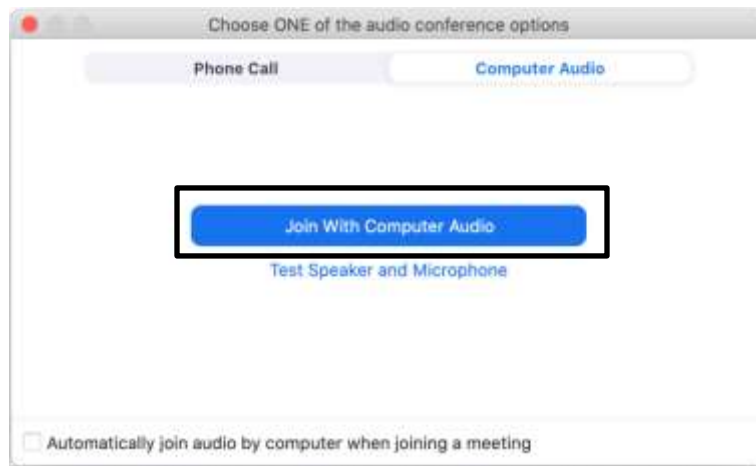 Choose ONE of the audio conference options
Phone Call Computer Audio
Join With Computer Audio
Test Speaker and Microphone
Automatically join audio by computer when joining a meeting